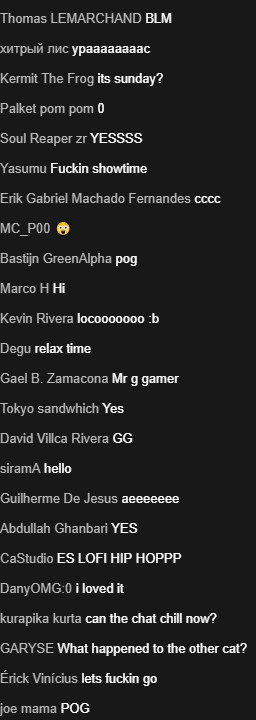 Thomas LEMARCHAND BLM
хитрый лис урааааааас
Kermit The Frog its sunday?
Palket pom pom 0
Soul Reaper zr YESSSS
Yasumu Fuckin showtime
Erik Gabriel Machado Fernandes cccc
MC_P00 😲
Bastijn GreenAlpha pog
Marco H Hi
Kevin Rivera locooooooo :b
Degu relax time
Gael B. Zamacona Mr g gamer
Tokyo sandwhich Yes
David Villca Rivera GG
siramA hello
Guilherme De Jesus aeeeeeee
Abdullah Ghanbari YES
CaStudio ES LOFI HIP HOPPP
DanyOMG:0 i loved it
kurapika kurta can the chat chill now?
GARYSE What happened to the other cat?
Érick Vinícius lets fuckin go
joe mama POG